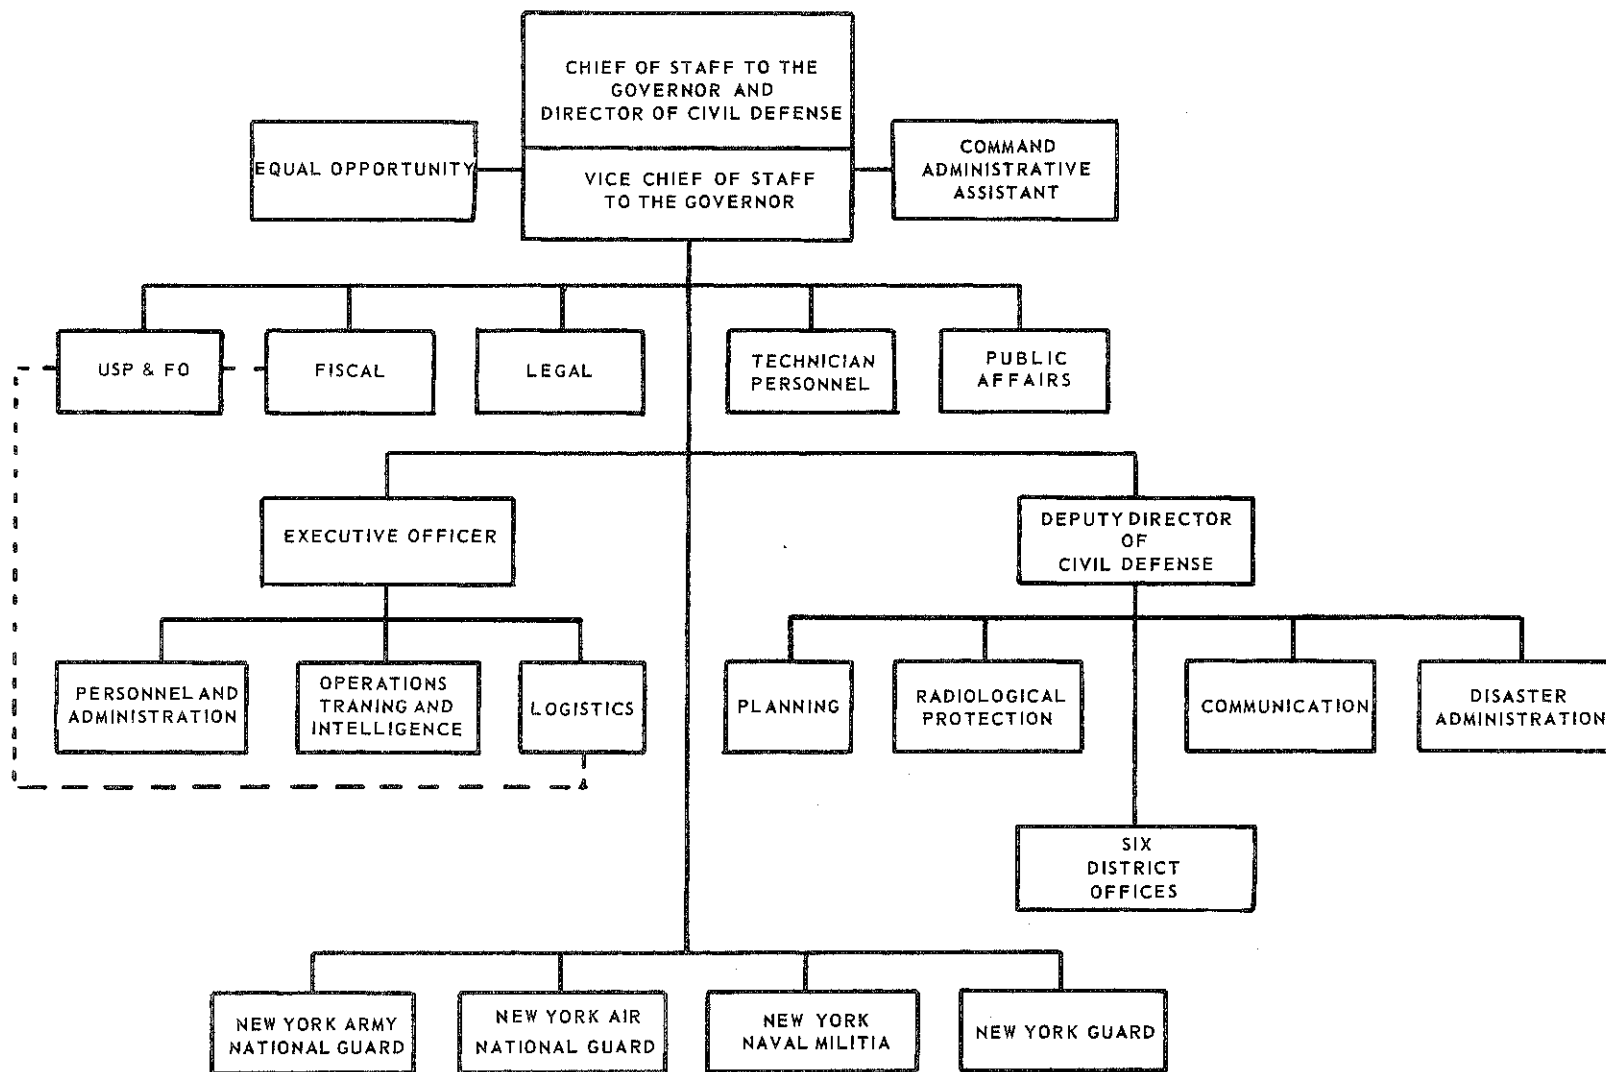 CHIEF OF STAFF TO THE
GOVERNOR AND
DIRECTOR OF CIVIL DEFENSE
EQUAL OPPORTUNITY
VICE CHIEF OF STAFF
TO THE GOVERNOR
COMMAND
ADMINISTRATIVE
ASSISTANT
USP & FO
FISCAL
LEGAL
TECHNICIAN
PERSONNEL
PUBLIC
AFFAIRS
EXECUTIVE OFFICER
DEPUTY DIRECTOR
OF
CIVIL DEFENSE
PERSONNEL AND
ADMINISTRATION
OPERATIONS
TRANING AND
INTELLIGENCE
LOGISTICS
PLANNING
RADIOLOGICAL
PROTECTION
COMMUNICATION
DISASTER
ADMINISTRATION
SIX
DISTRICT
OFFICES
NEW YORK ARMY
NATIONAL GUARD
NEW YORK AIR
NATIONAL GUARD
NEW YORK
NAVAL MILITIA
NEW YORK GUARD